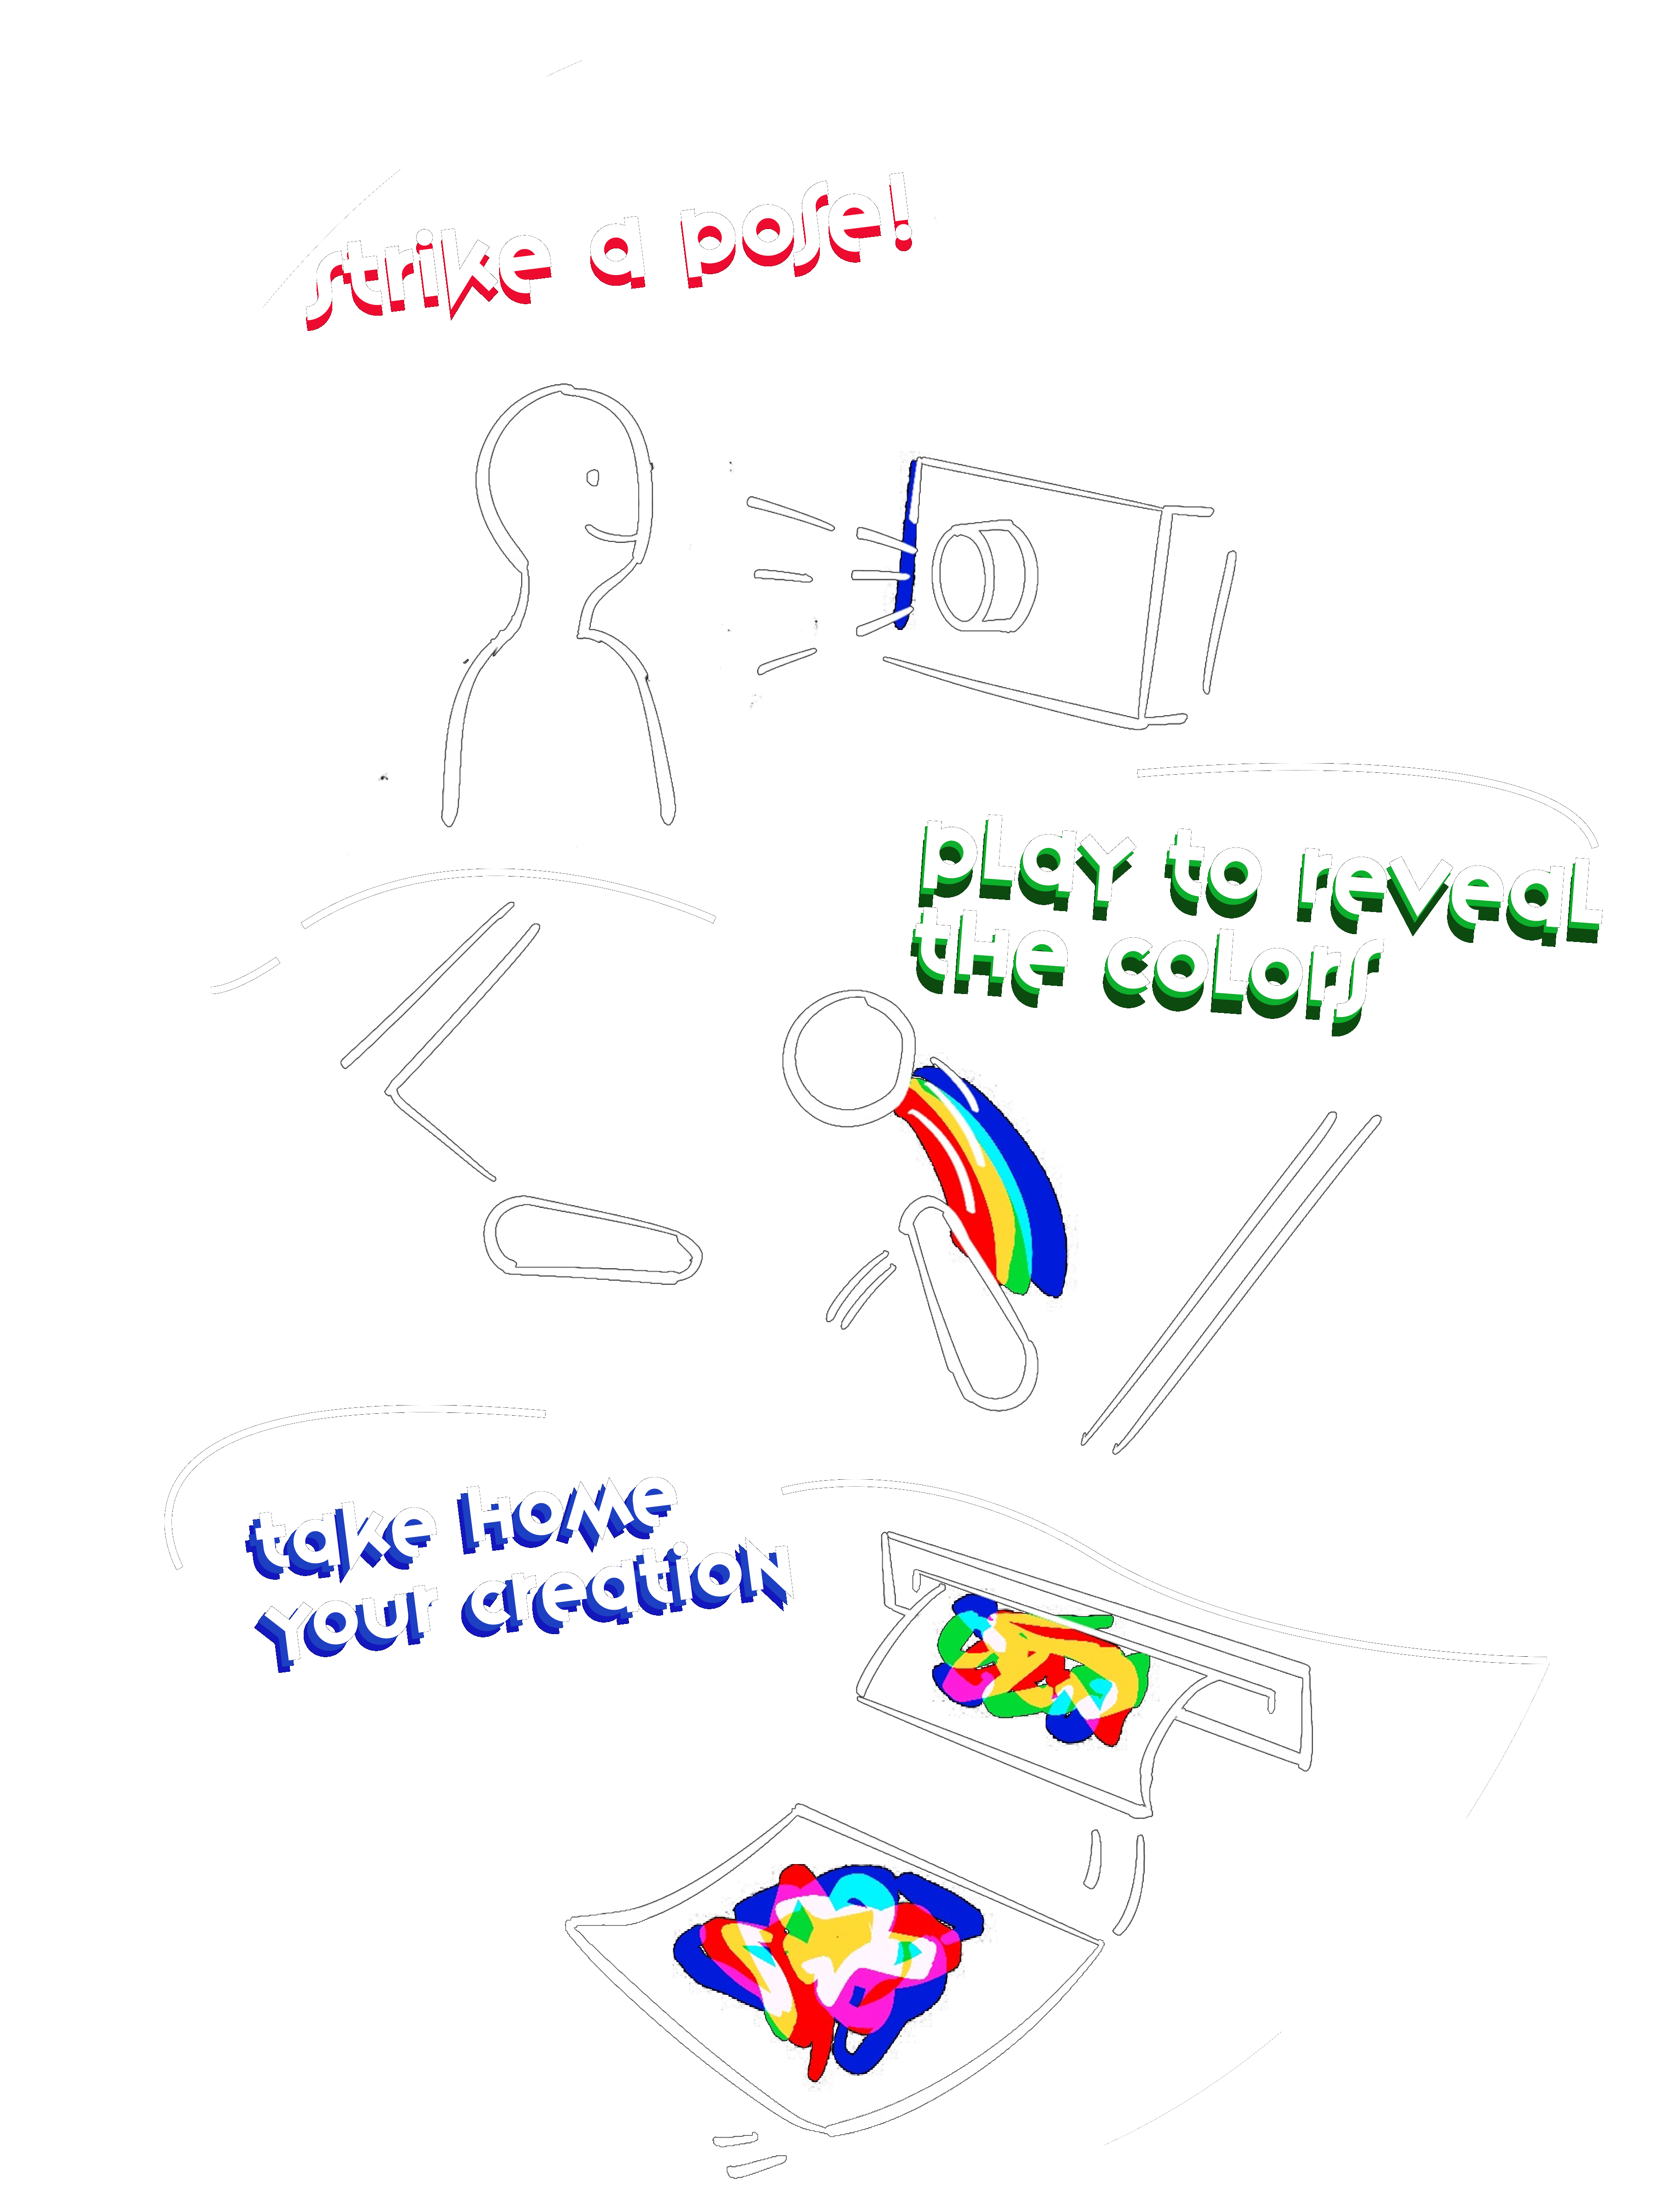 strike a pose!
play to reveal
the colors
take home
your creation